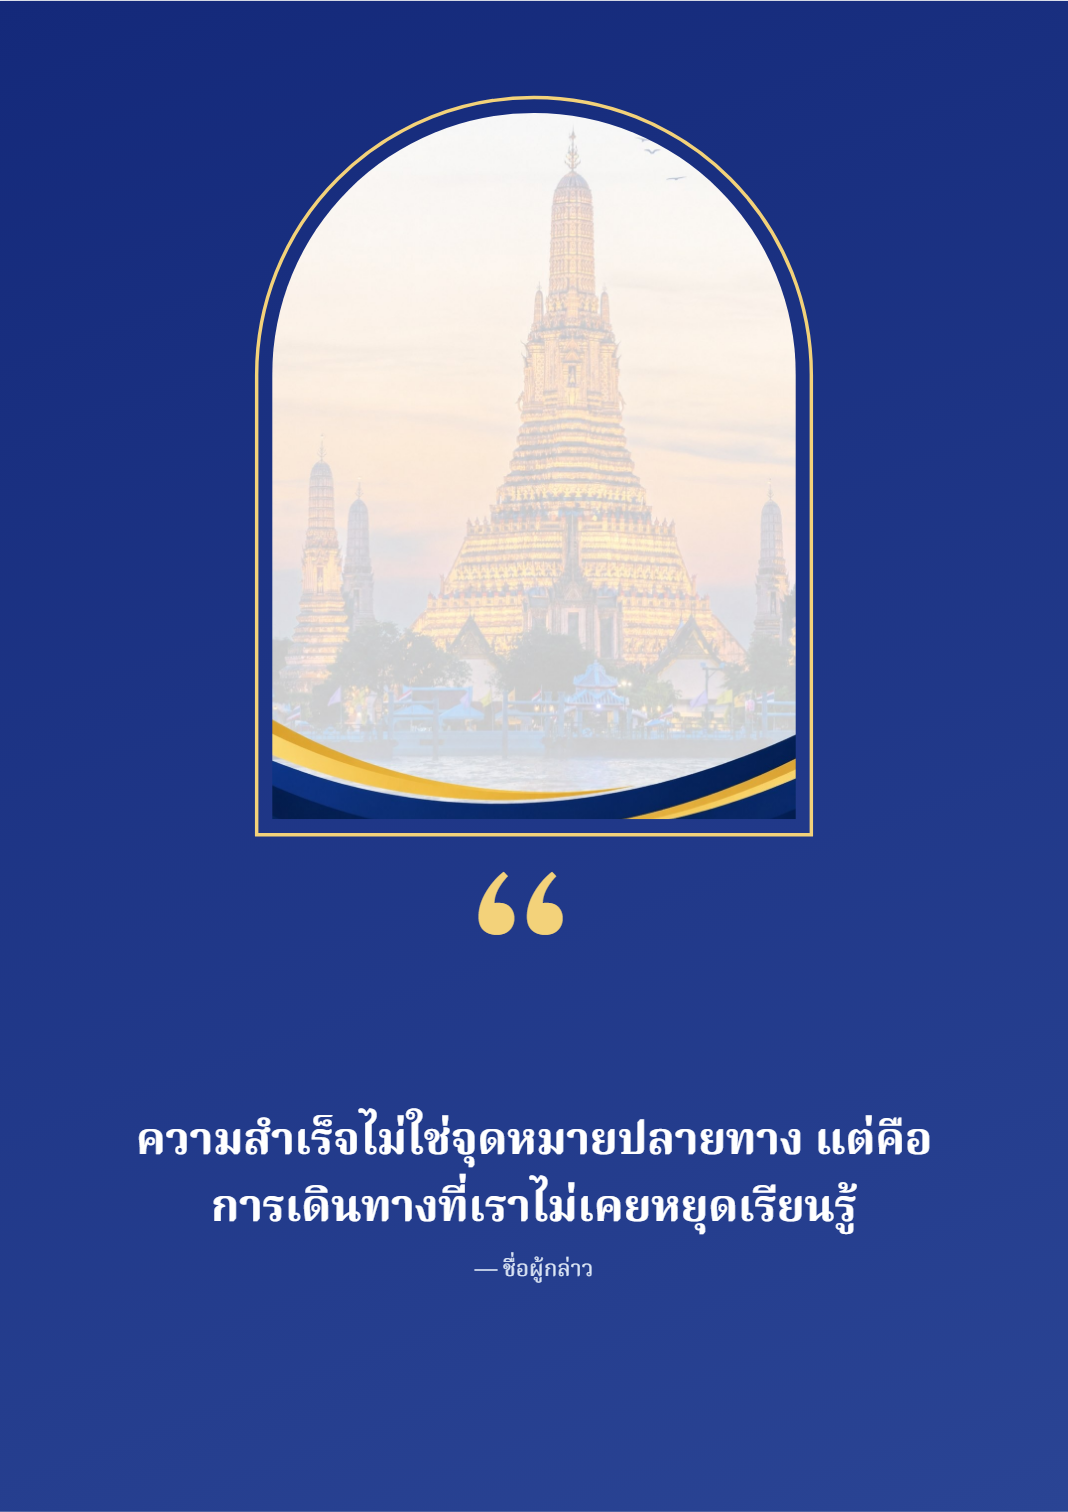 “
ความสำเร็จไม่ใช่จุดหมายปลายทาง แต่คือ
การเดินทางที่เราไม่เคยหยุดเรียนรู้
— ชื่อผู้กล่าว